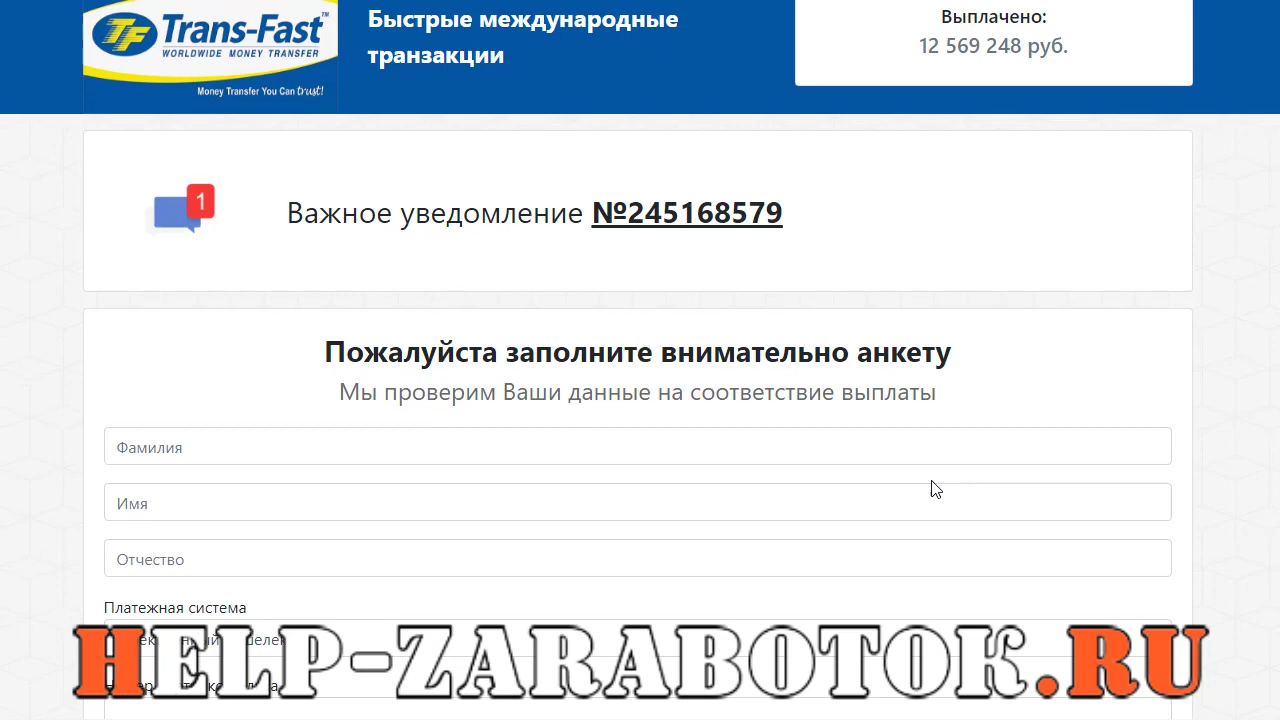 Trans-Fast™
WORLDWIDE MONEY TRANSFER
Money Transfer You Can trust!
Быстрые международные
транзакции
Выплачено:
12 569 248 руб.
1
Важное уведомление №245168579
Пожалуйста заполните внимательно анкету
Мы проверим Ваши данные на соответствие выплаты
Фамилия
Имя
Отчество
Платежная система
HELP-ZARABOTOK.RU